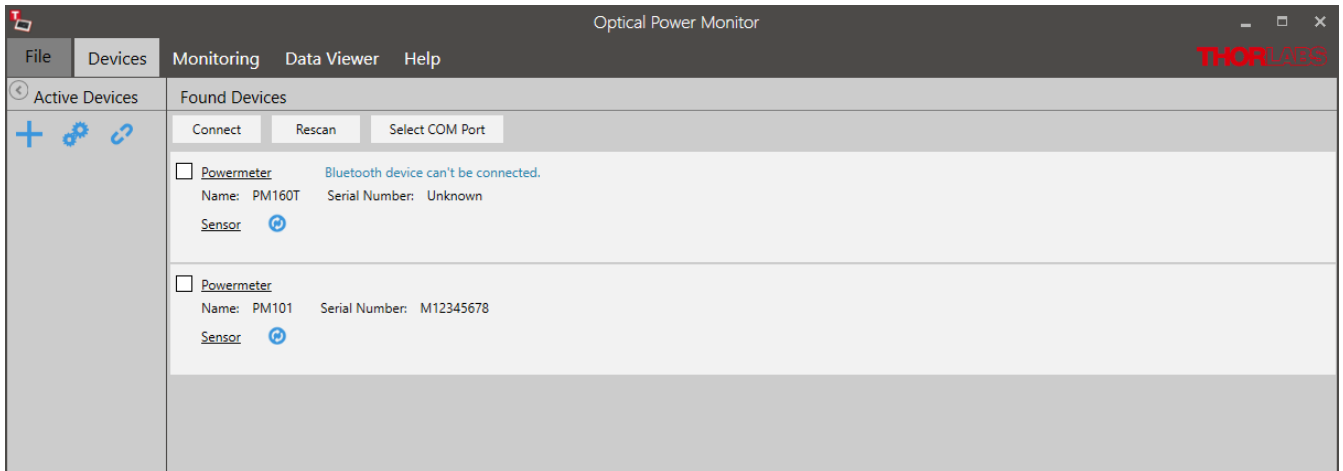 Optical Power Monitor
File Devices Monitoring Data Viewer Help THORLABS
Active Devices Found Devices
Connect Rescan Select COM Port
Powermeter Bluetooth device can't be connected.
Name: PM160T Serial Number: Unknown
Sensor
Powermeter
Name: PM101 Serial Number: M12345678
Sensor